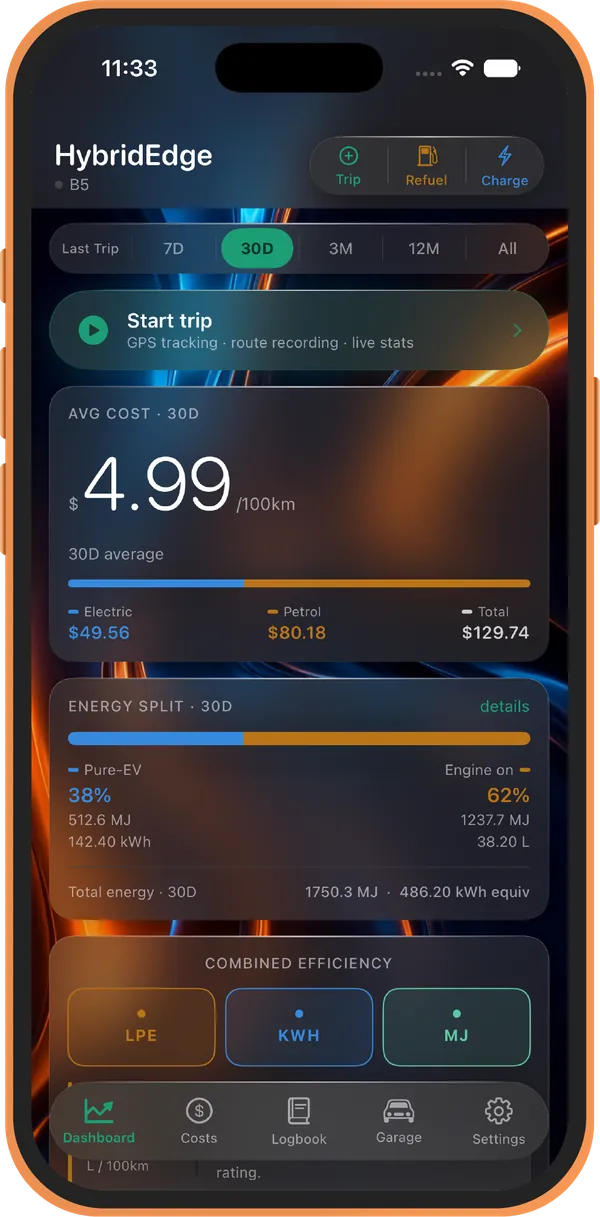 11:33
HybridEdge
B5
Trip
Refuel
Charge
Last Trip 7D 30D 3M 12M All
Start trip
GPS tracking · route recording · live stats
AVG COST · 30D
$4.99/100km
30D average
Electric Petrol Total
$49.56 $80.18 $129.74
ENERGY SPLIT · 30D details
Pure-EV Engine on
38% 62%
512.6 MJ 1237.7 MJ
142.40 kWh 38.20 L
Total energy · 30D 1750.3 MJ · 486.20 kWh equiv
COMBINED EFFICIENCY
LPE KWH MJ
Dashboard Costs Logbook Garage Settings
L / 100km rating.